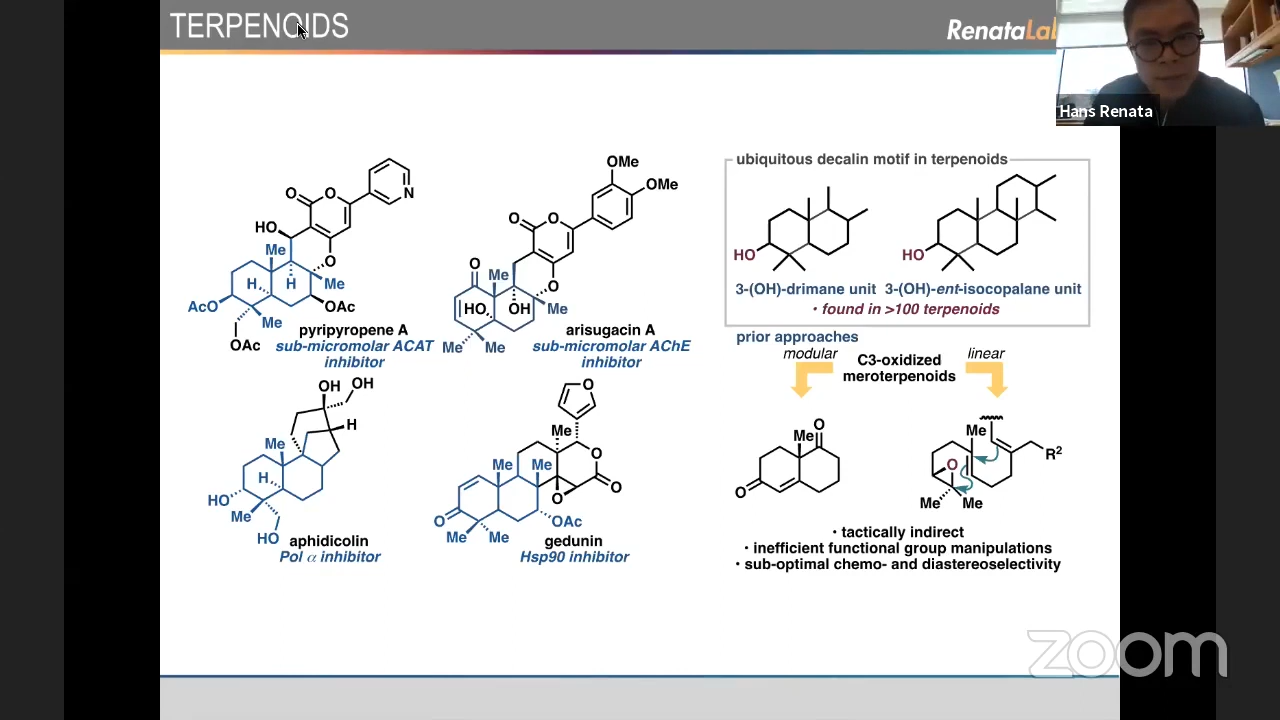 TERPENOIDS
RenataLab
Hans Renata
O
O
N
HO
Me
O
H
H
Me
AcO
OAc
Me
OAc
pyripyropene A
sub-micromolar ACAT
inhibitor
OMe
OMe
O
O
O
Me
O
HO
OH
Me
Me
Me
arisugacin A
sub-micromolar AChE
inhibitor
OH
OH
H
Me
H
HO
Me
HO
aphidicolin
Pol α inhibitor
O
Me
O
Me
Me
O
O
O
OAc
Me
Me
gedunin
Hsp90 inhibitor
ubiquitous decalin motif in terpenoids
HO
HO
3-(OH)-drimane unit
3-(OH)-ent-isocopalane unit
• found in >100 terpenoids
prior approaches
modular
C3-oxidized
meroterpenoids
linear
Me
O
O
Me
R2
O
Me
Me
• tactically indirect
• inefficient functional group manipulations
• sub-optimal chemo- and diastereoselectivity
zoom